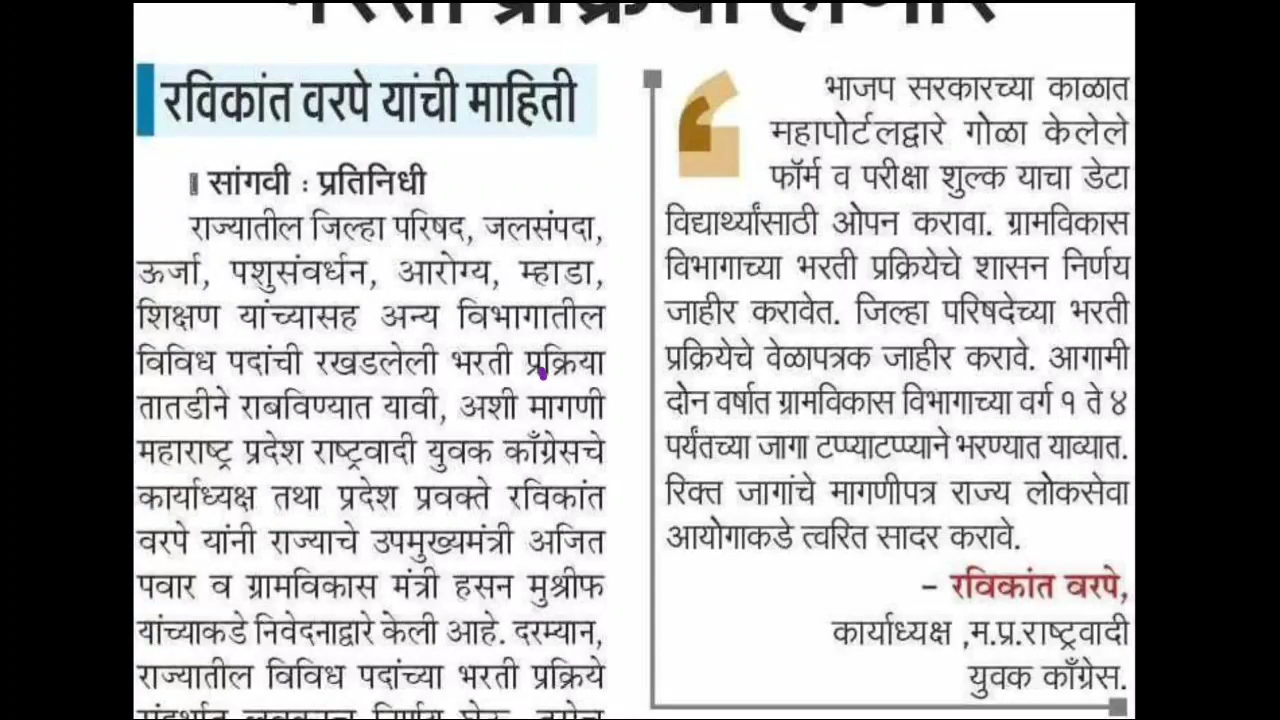 भरती प्रक्रिया होणार
रविकांत वरपे यांची माहिती
सांगवी : प्रतिनिधी
राज्यातील जिल्हा परिषद, जलसंपदा,
ऊर्जा, पशुसंवर्धन, आरोग्य, म्हाडा,
शिक्षण यांच्यासह अन्य विभागातील
विविध पदांची रखडलेली भरती प्रक्रिया
तातडीने राबविण्यात यावी, अशी मागणी
महाराष्ट्र प्रदेश राष्ट्रवादी युवक काँग्रेसचे
कार्याध्यक्ष तथा प्रदेश प्रवक्ते रविकांत
वरपे यांनी राज्याचे उपमुख्यमंत्री अजित
पवार व ग्रामविकास मंत्री हसन मुश्रीफ
यांच्याकडे निवेदनाद्वारे केली आहे. दरम्यान,
राज्यातील विविध पदांच्या भरती प्रक्रिये
भाजप सरकारच्या काळात
महापोर्टलद्वारे गोळा केलेले
फॉर्म व परीक्षा शुल्क याचा डेटा
विद्यार्थ्यांसाठी ओपन करावा. ग्रामविकास
विभागाच्या भरती प्रक्रियेचे शासन निर्णय
जाहीर करावेत. जिल्हा परिषदेच्या भरती
प्रक्रियेचे वेळापत्रक जाहीर करावे. आगामी
दोन वर्षात ग्रामविकास विभागाच्या वर्ग १ ते ४
पर्यंतच्या जागा टप्प्याटप्प्याने भरण्यात याव्यात.
रिक्त जागांचे मागणीपत्र राज्य लोकसेवा
आयोगाकडे त्वरित सादर करावे.
– रविकांत वरपे,
कार्याध्यक्ष ,म.प्र.राष्ट्रवादी
युवक काँग्रेस.